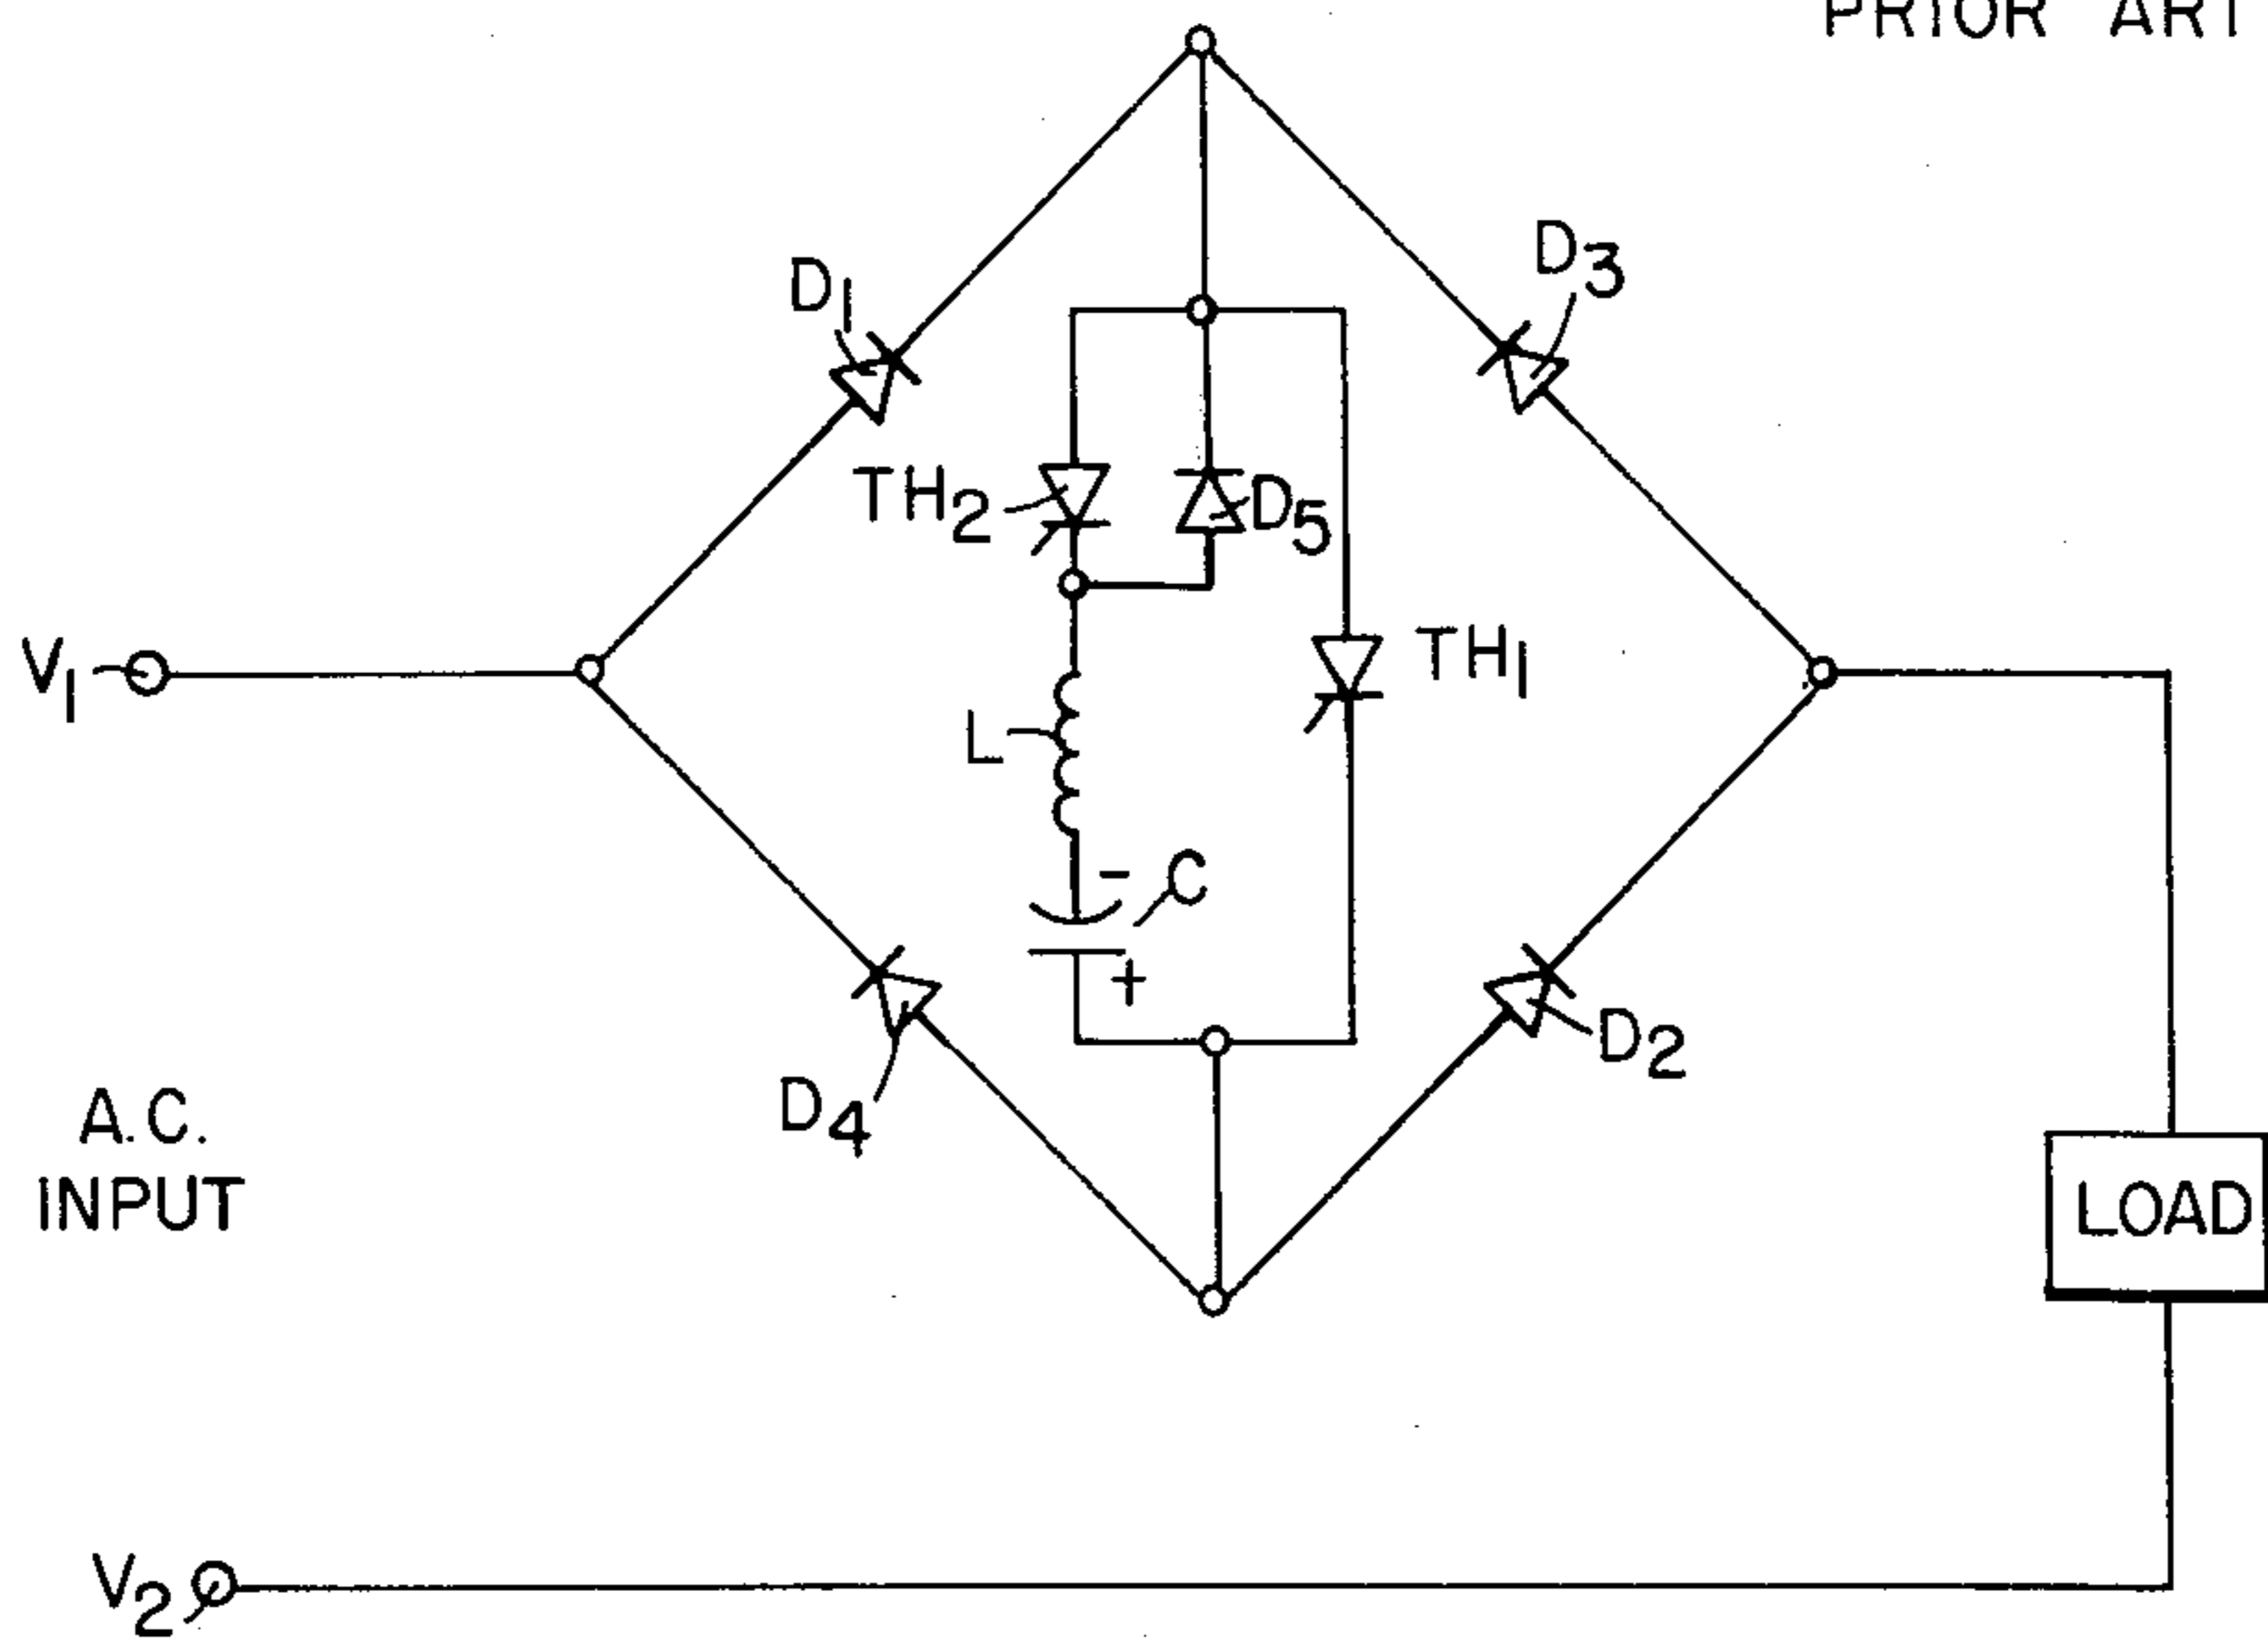 PRIOR ART
D1
D3
TH2
D5
V1
TH1
L
- C
+
D2
D4
A.C.
INPUT
LOAD
V2